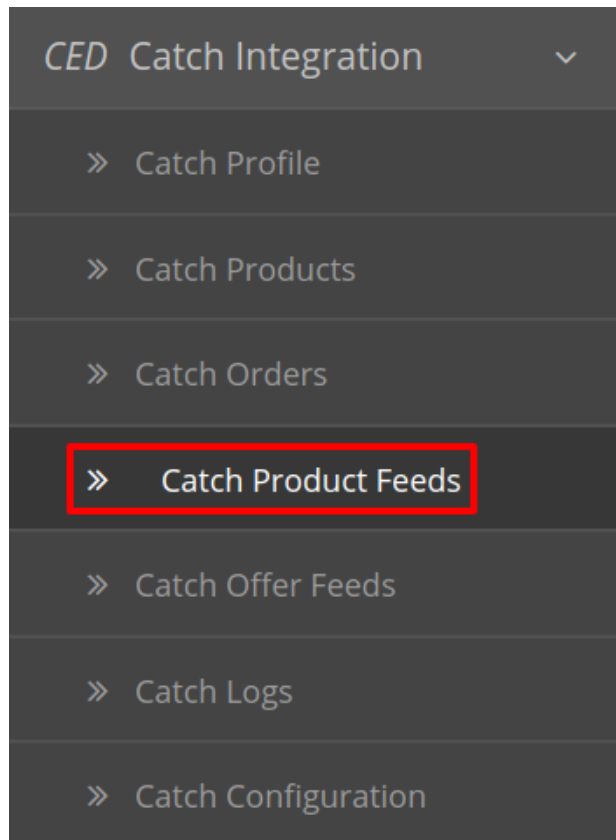 CED Catch Integration
Catch Profile
Catch Products
Catch Orders
Catch Product Feeds
Catch Offer Feeds
Catch Logs
Catch Configuration